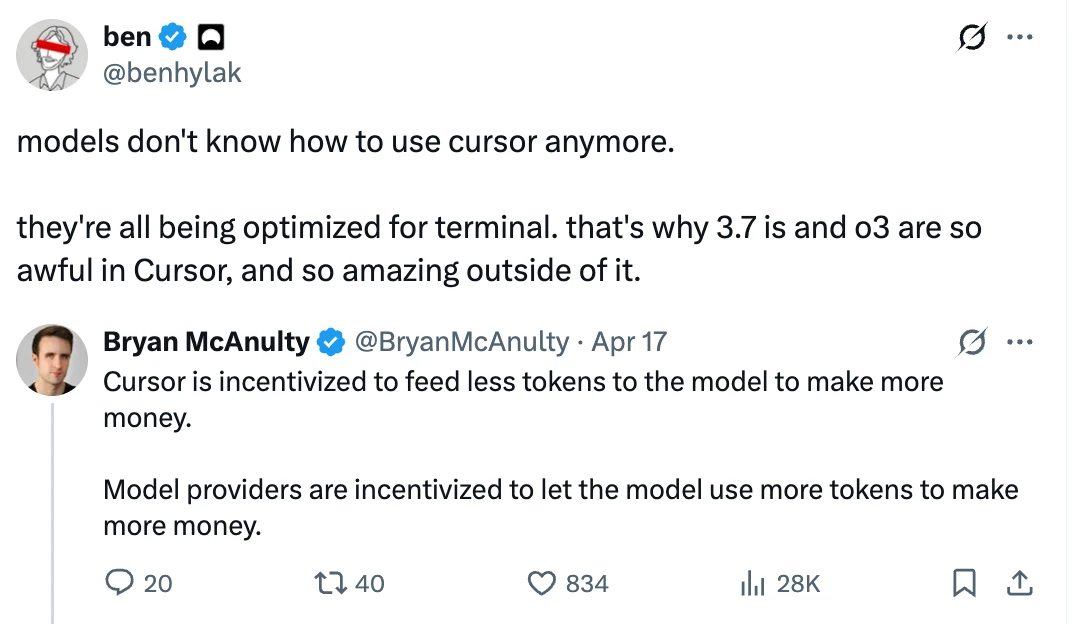 ben
@benhylak
models don't know how to use cursor anymore.
they're all being optimized for terminal. that's why 3.7 is and o3 are so
awful in Cursor, and so amazing outside of it.
Bryan McAnulty @BryanMcAnulty · Apr 17
Cursor is incentivized to feed less tokens to the model to make more
money.
Model providers are incentivized to let the model use more tokens to make
more money.
20 40 834 28K